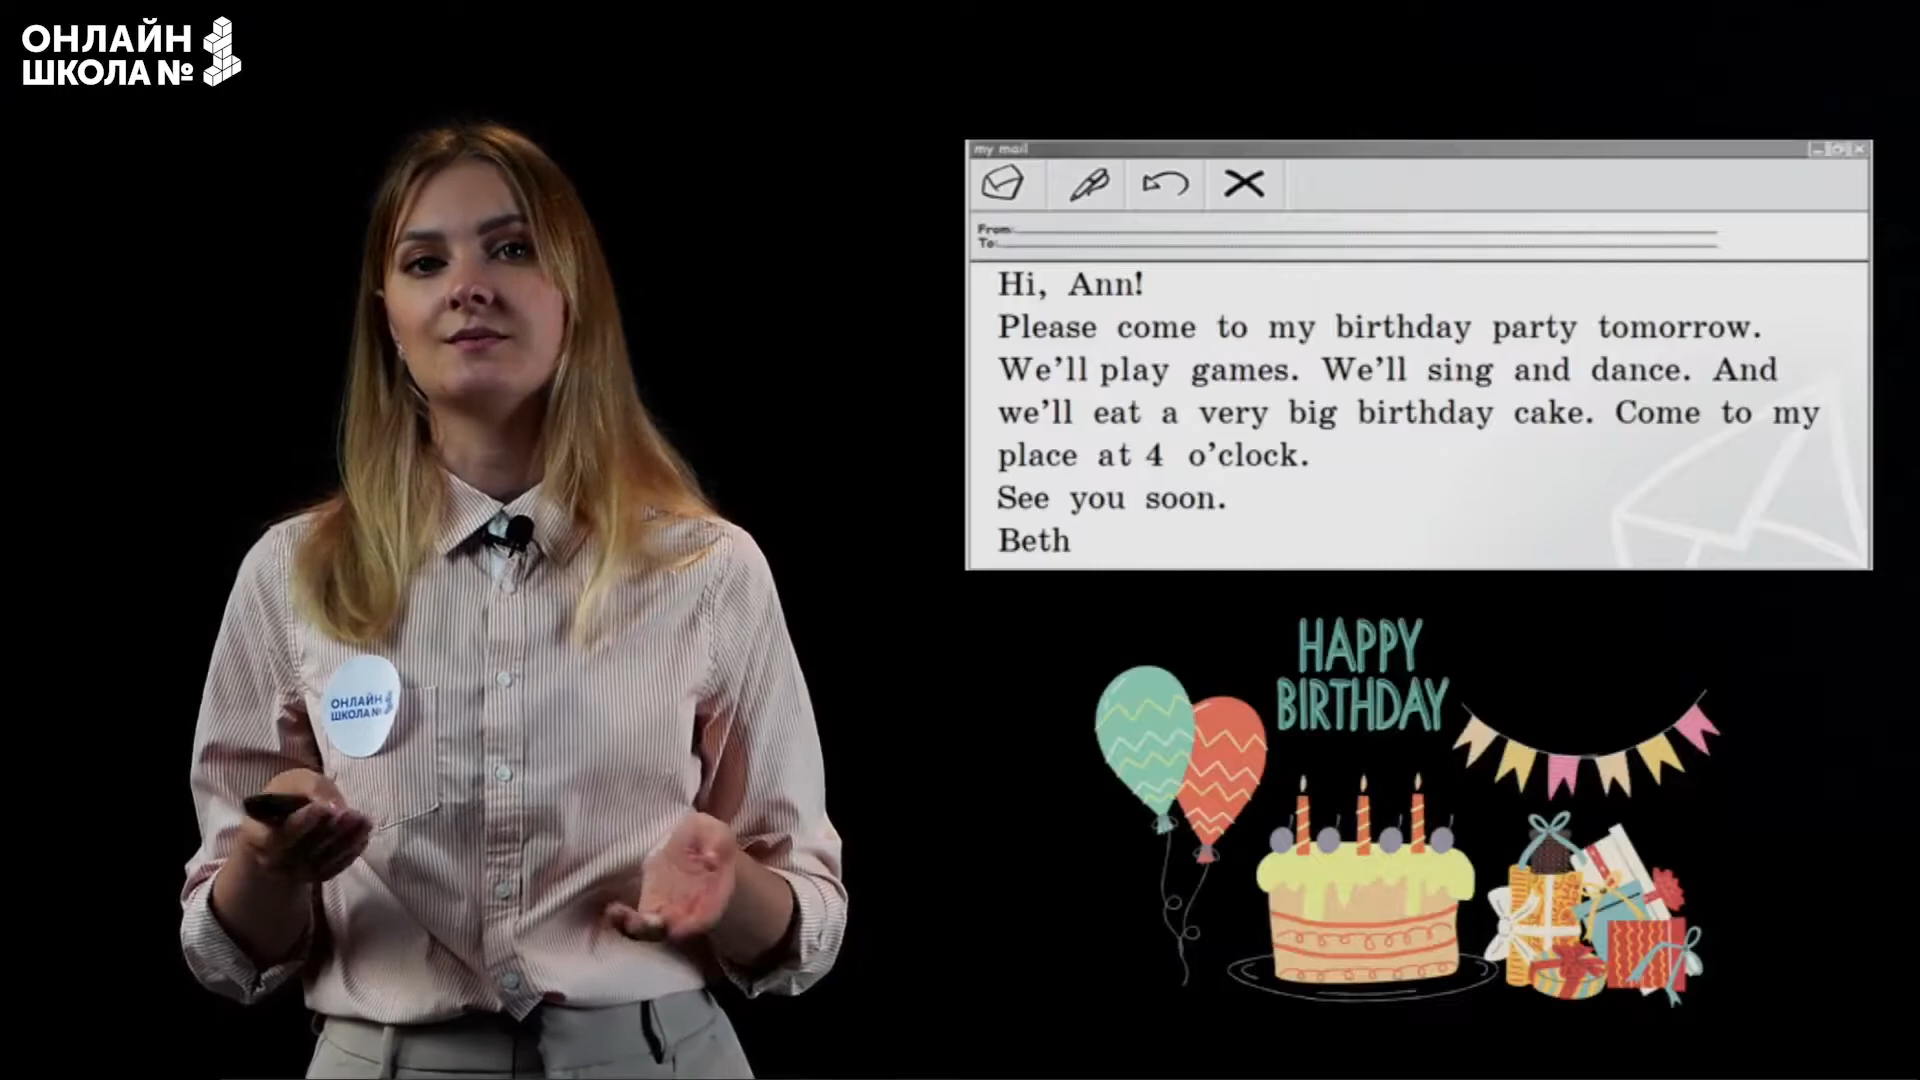 ОНЛАЙН
ШКОЛА №
my mail
From:
To:
Hi, Ann!
Please come to my birthday party tomorrow.
We'll play games. We'll sing and dance. And
we'll eat a very big birthday cake. Come to my
place at 4 o'clock.
See you soon.
Beth
HAPPY
BIRTHDAY
ОНЛАЙН
ШКОЛА №